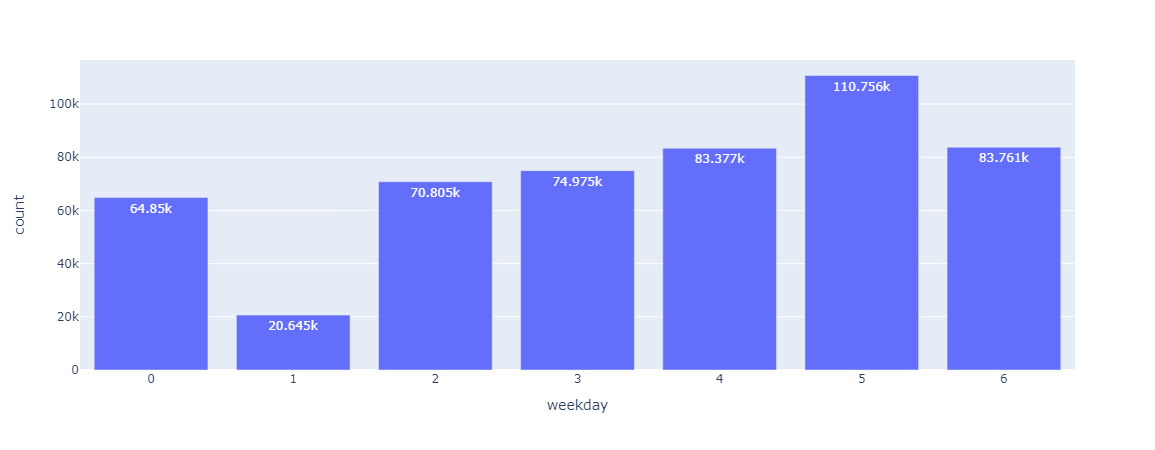 110.756k
100k
83.377k
83.761k
80k
74.975k
70.805k
64.85k
60k
count
40k
20.645k
20k
0
0 1 2 3 4 5 6
weekday